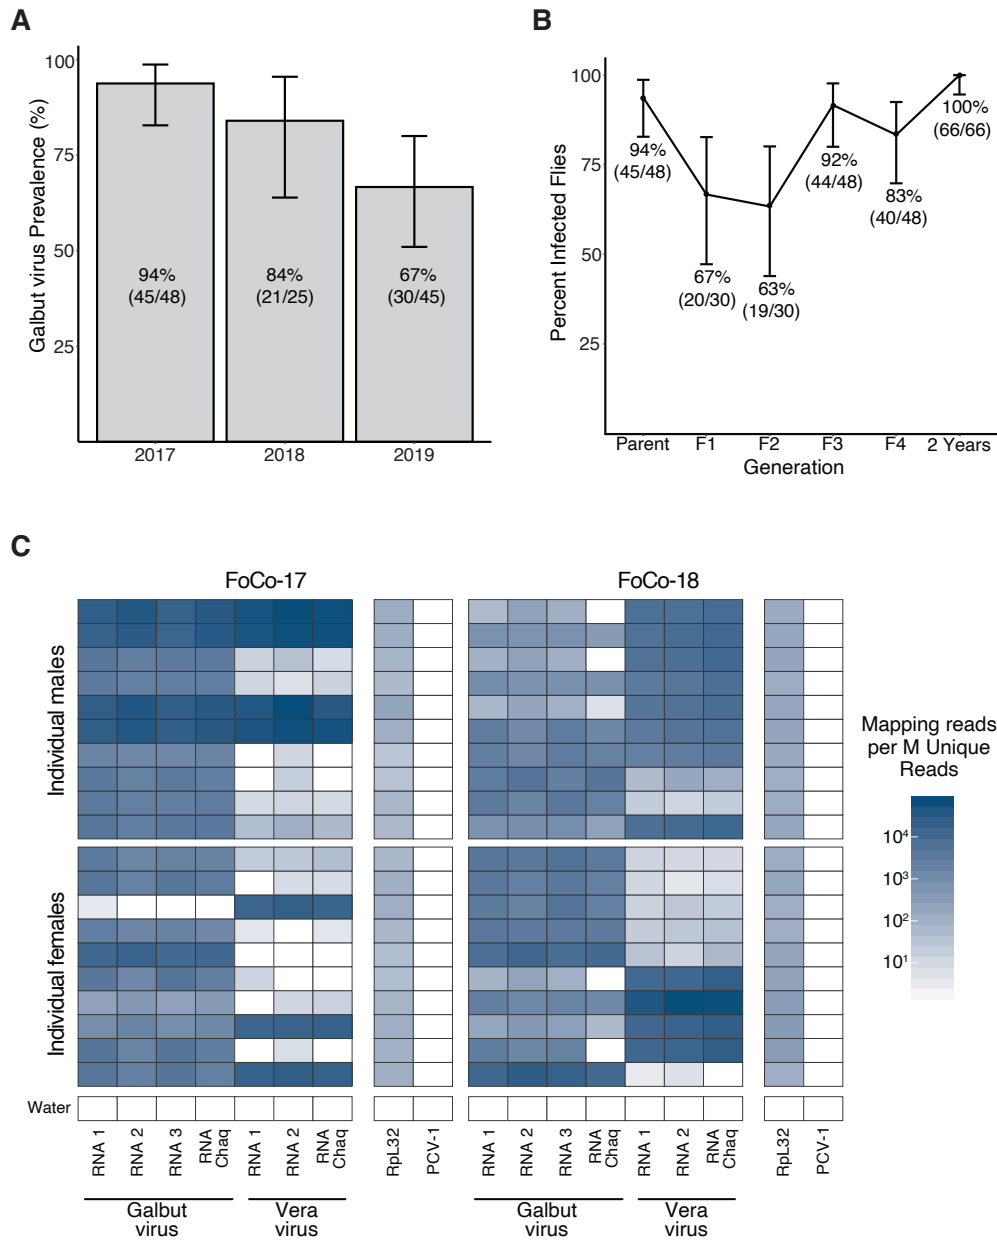 A
Galbut virus Prevalence (%)
100
75
50
25
94%
(45/48)
84%
(21/25)
67%
(30/45)
2017
2018
2019
B
Percent Infected Flies
100
75
50
25
94%
(45/48)
67%
(20/30)
63%
(19/30)
92%
(44/48)
83%
(40/48)
100%
(66/66)
Parent
F1
F2
F3
F4
2 Years
Generation
C
FoCo-17
FoCo-18
Individual males
Individual females
Water
RNA 1
RNA 2
RNA 3
RNA
Chaq
RNA 1
RNA 2
RNA
Chaq
RpL32
PCV-1
RNA 1
RNA 2
RNA 3
RNA
Chaq
RNA 1
RNA 2
RNA
Chaq
RpL32
PCV-1
Galbut
virus
Vera
virus
Galbut
virus
Vera
virus
Mapping reads
per M Unique
Reads
10⁴
10³
10²
10¹